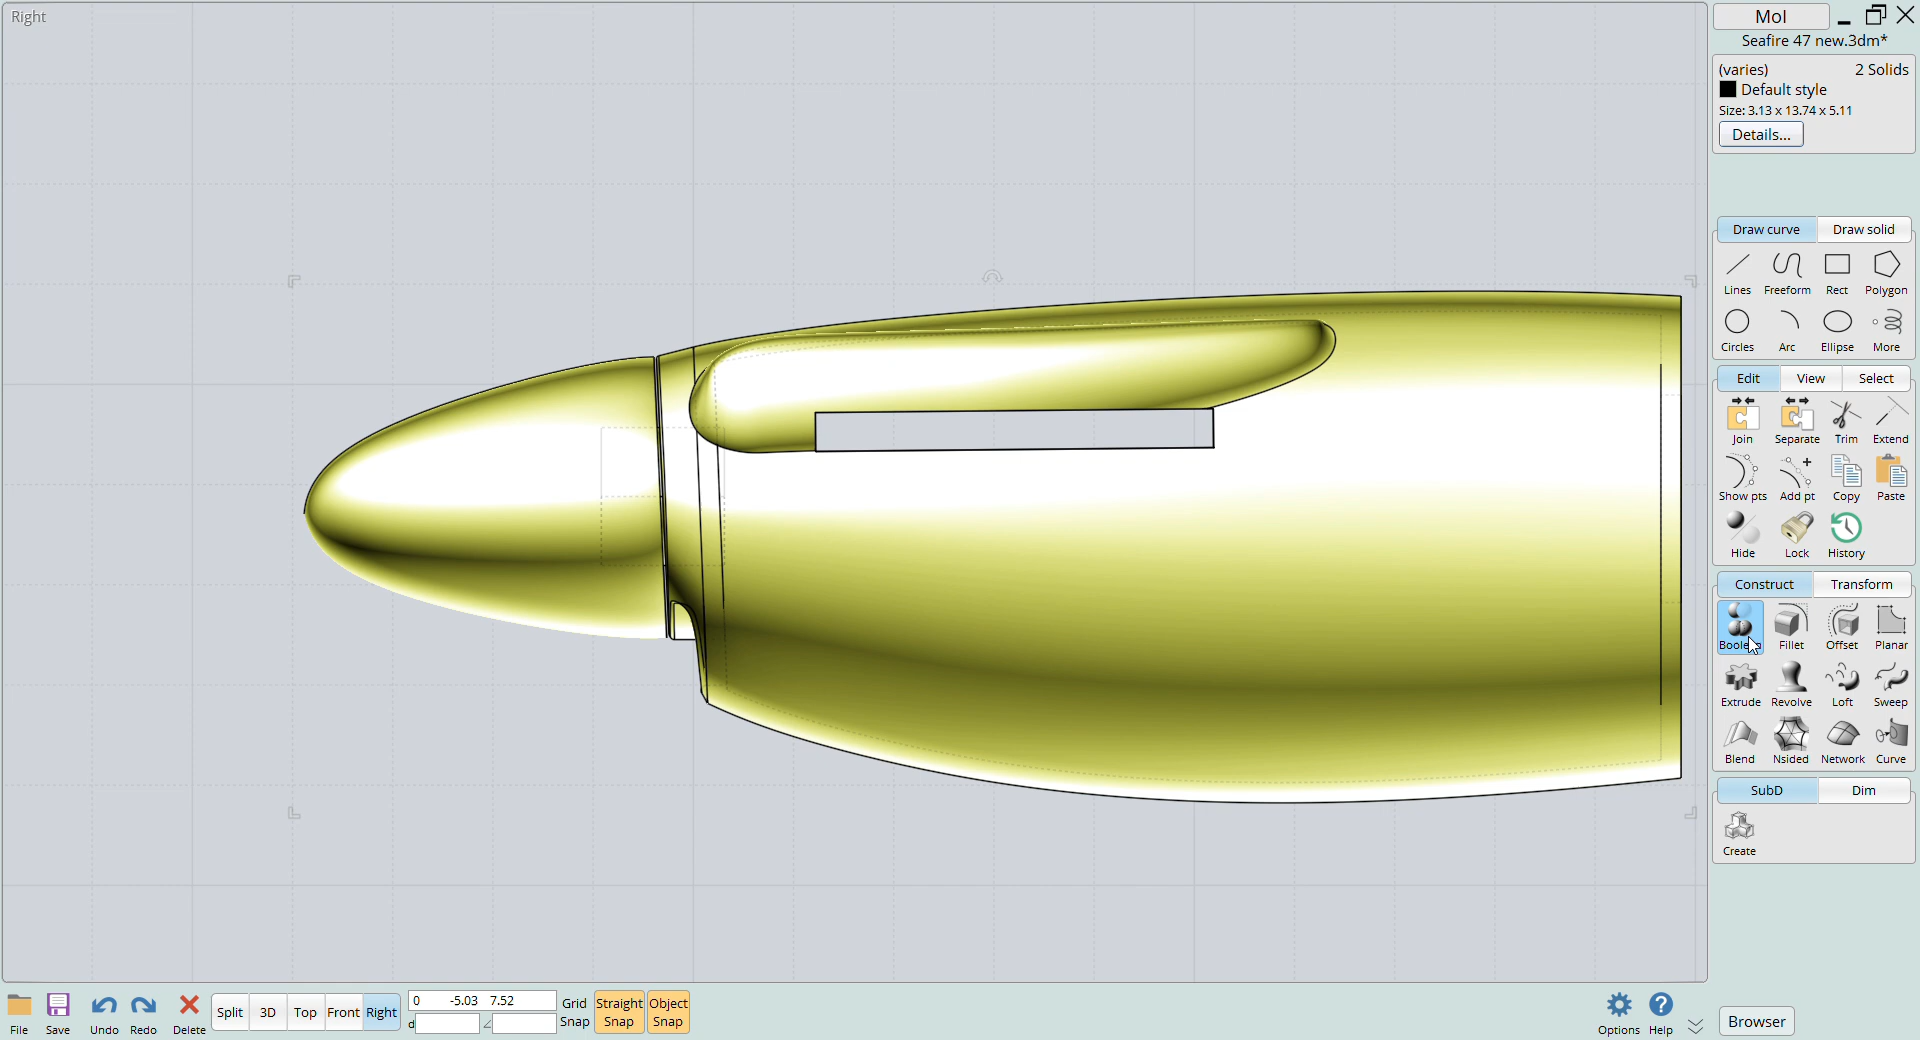 Right
MoI
Seafire 47 new.3dm*
(varies) 2 Solids
Default style
Size: 3.13 x 13.74 x 5.11
Details...
Draw curve Draw solid
Lines Freeform Rect Polygon
Circles Arc Ellipse More
Edit View Select
Join Separate Trim Extend
Show pts Add pt Copy Paste
Hide Lock History
Construct Transform
Boole Fillet Offset Planar
Extrude Revolve Loft Sweep
Blend Nsided Network Curve
SubD Dim
Create
File Save Undo Redo Delete
Split 3D Top Front Right
0 -5.03 7.52
d ∠
Grid
Snap
Straight
Snap
Object
Snap
Options Help
Browser